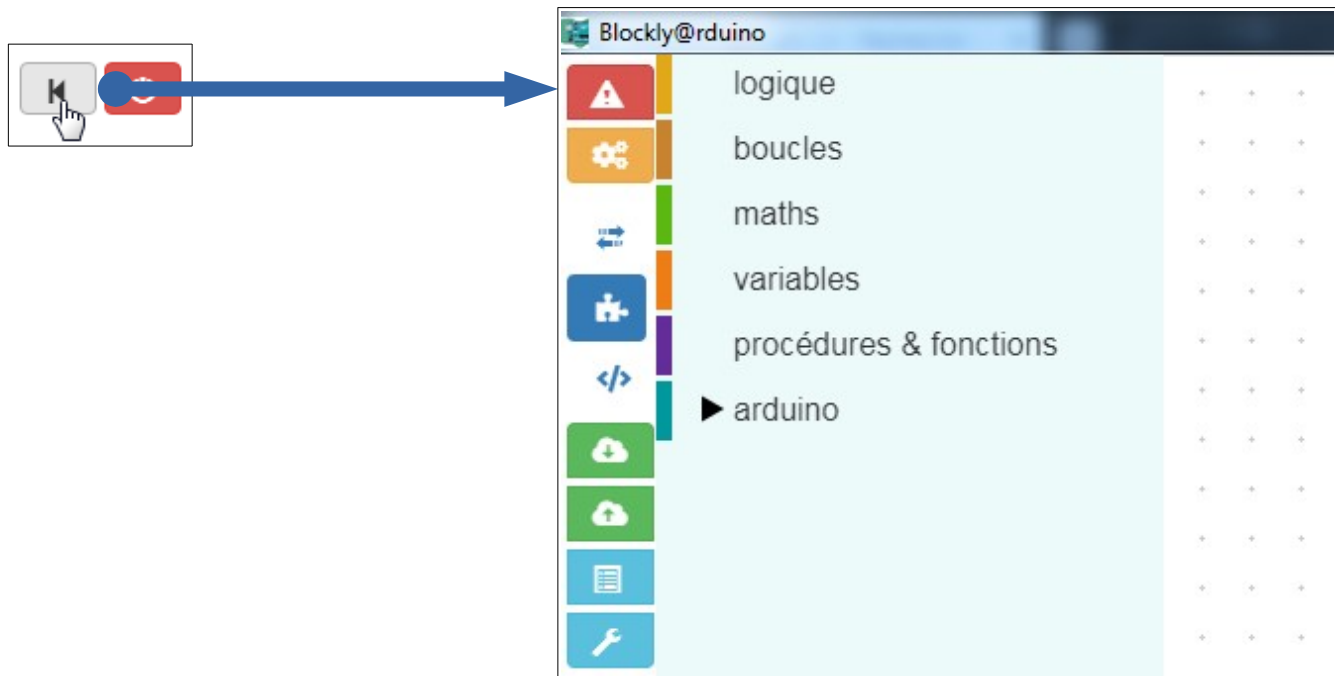 Blockly@rduino
logique
boucles
maths
variables
procédures & fonctions
arduino